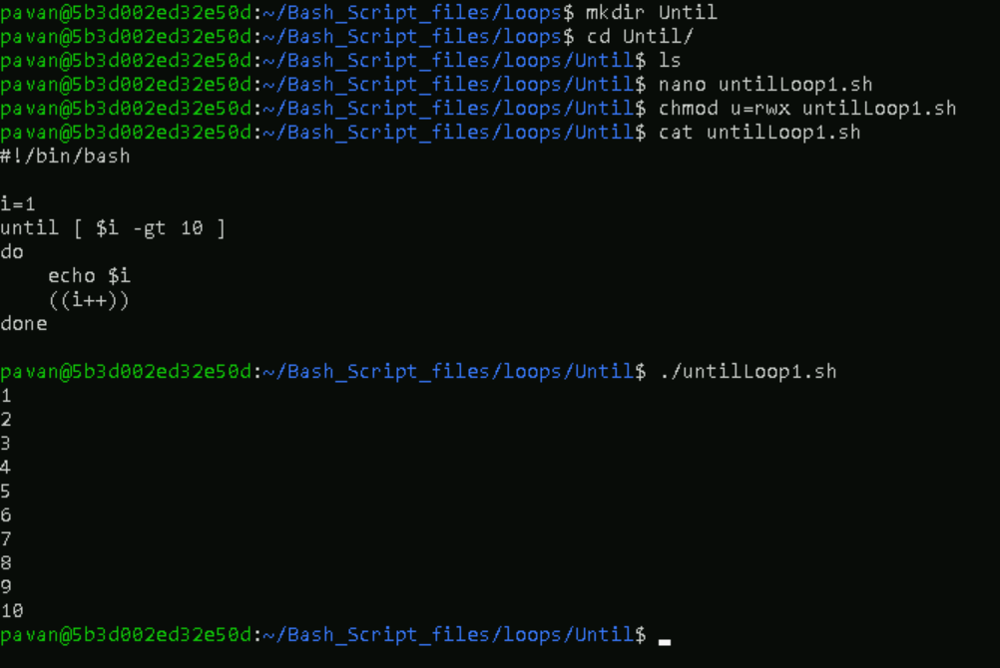 pavan@5b3d002ed32e50d:~/Bash_Script_files/loops$ mkdir Until
pavan@5b3d002ed32e50d:~/Bash_Script_files/loops$ cd Until/
pavan@5b3d002ed32e50d:~/Bash_Script_files/loops/Until$ ls
pavan@5b3d002ed32e50d:~/Bash_Script_files/loops/Until$ nano untilLoop1.sh
pavan@5b3d002ed32e50d:~/Bash_Script_files/loops/Until$ chmod u=rwx untilLoop1.sh
pavan@5b3d002ed32e50d:~/Bash_Script_files/loops/Until$ cat untilLoop1.sh
#!/bin/bash

i=1
until [ $i -gt 10 ]
do
    echo $i
    ((i++))
done

pavan@5b3d002ed32e50d:~/Bash_Script_files/loops/Until$ ./untilLoop1.sh
1
2
3
4
5
6
7
8
9
10
pavan@5b3d002ed32e50d:~/Bash_Script_files/loops/Until$